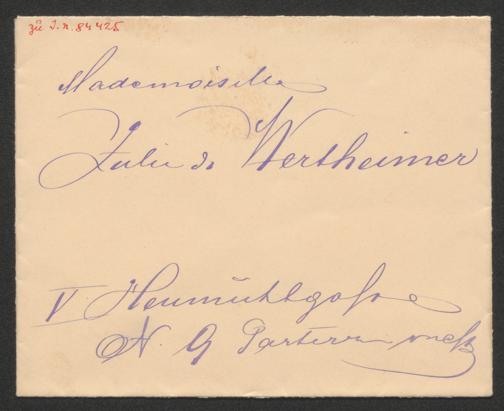 zu I.N. 84425
Mademoiselle
Julie de Wertheimer
V Heumühlgasse
N. 9 Parterre